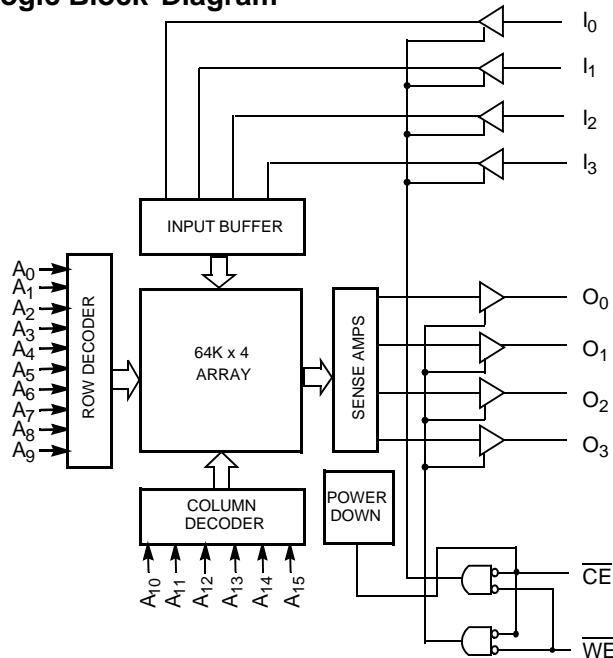 ogic Block Diagram
I0
I1
I2
I3
INPUT BUFFER
A0
A1
A2
A3
A4
A5
A6
A7
A8
A9
ROW DECODER
64K x 4
ARRAY
SENSE AMPS
O0
O1
O2
O3
COLUMN
DECODER
POWER
DOWN
A10
A11
A12
A13
A14
A15
CE
WE